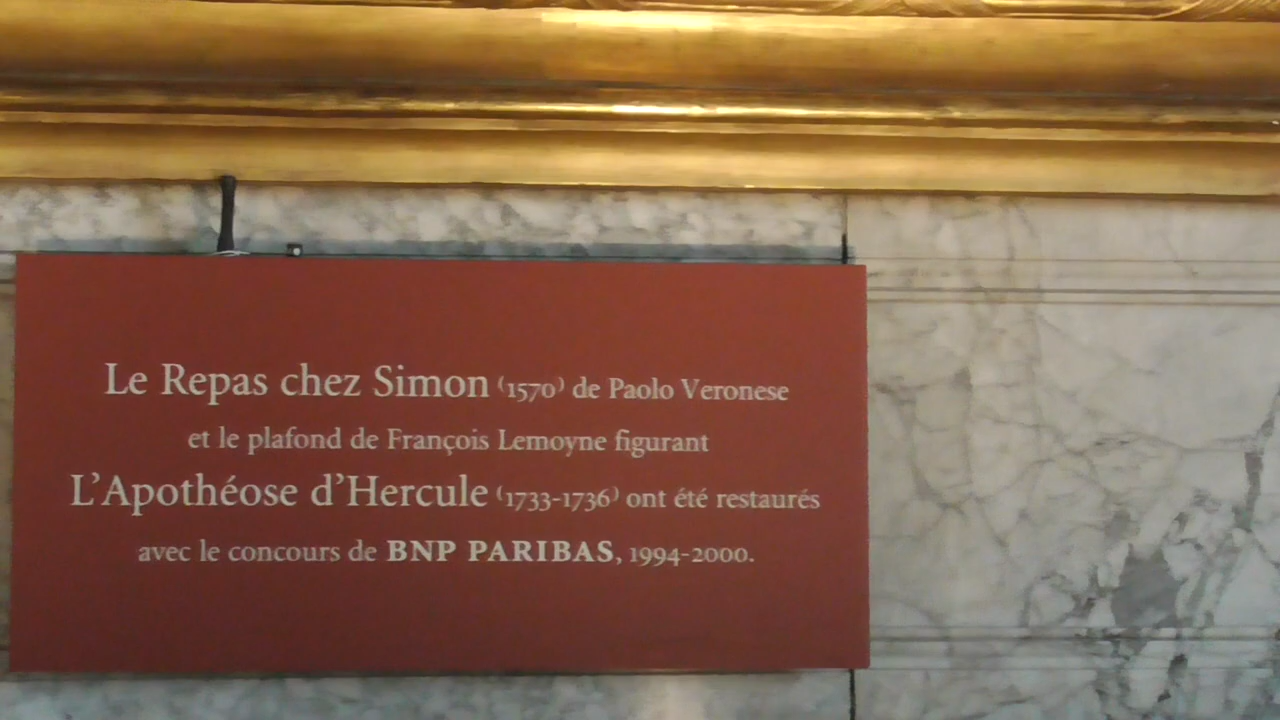 Le Repas chez Simon (1570) de Paolo Veronese
et le plafond de François Lemoyne figurant
L'Apothéose d'Hercule (1733-1736) ont été restaurés
avec le concours de BNP PARIBAS, 1994-2000.